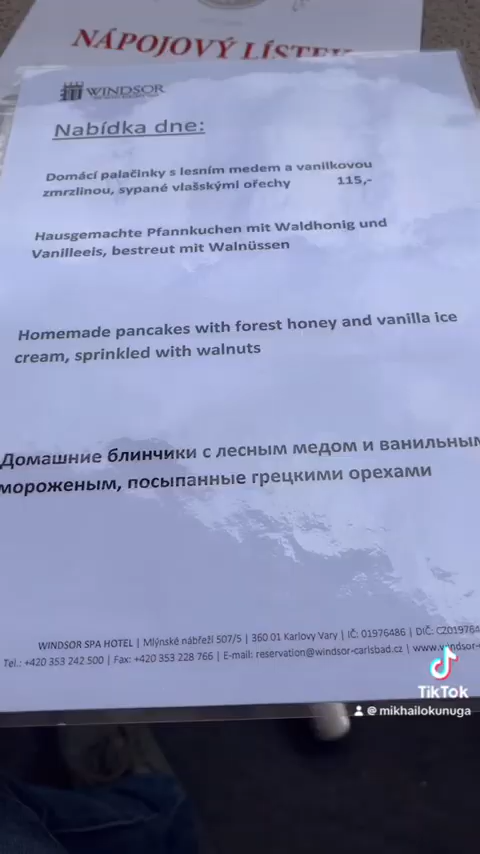 NÁPOJOVÝ LÍSTEK
WINDSOR
Nabídka dne:
Domácí palačinky s lesním medem a vanilkovou
zmrzlinou, sypané vlašskými ořechy 115,-
Hausgemachte Pfannkuchen mit Waldhonig und
Vanilleeis, bestreut mit Walnüssen
Homemade pancakes with forest honey and vanilla ice
cream, sprinkled with walnuts
Домашние блинчики с лесным медом и ванильным
мороженым, посыпанные грецкими орехами
WINDSOR SPA HOTEL | Mlýnské nábřeží 507/5 | 360 01 Karlovy Vary | IČ: 01976486 | DIČ: CZ019764
Tel.: +420 353 242 500 | Fax: +420 353 228 766 | E-mail: reservation@windsor-carlsbad.cz | www.windsor-
TikTok
@mikhailokunuga